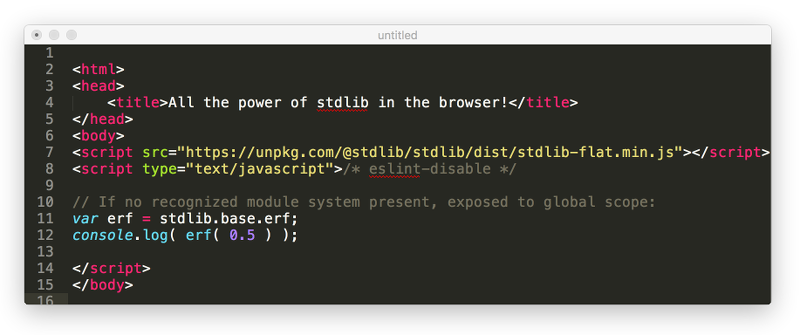 untitled
1
2 <html>
3 <head>
4     <title>All the power of stdlib in the browser!</title>
5 </head>
6 <body>
7 <script src="https://unpkg.com/@stdlib/stdlib/dist/stdlib-flat.min.js"></script>
8 <script type="text/javascript">/* eslint-disable */
9
10 // If no recognized module system present, exposed to global scope:
11 var erf = stdlib.base.erf;
12 console.log( erf( 0.5 ) );
13
14 </script>
15 </body>
16